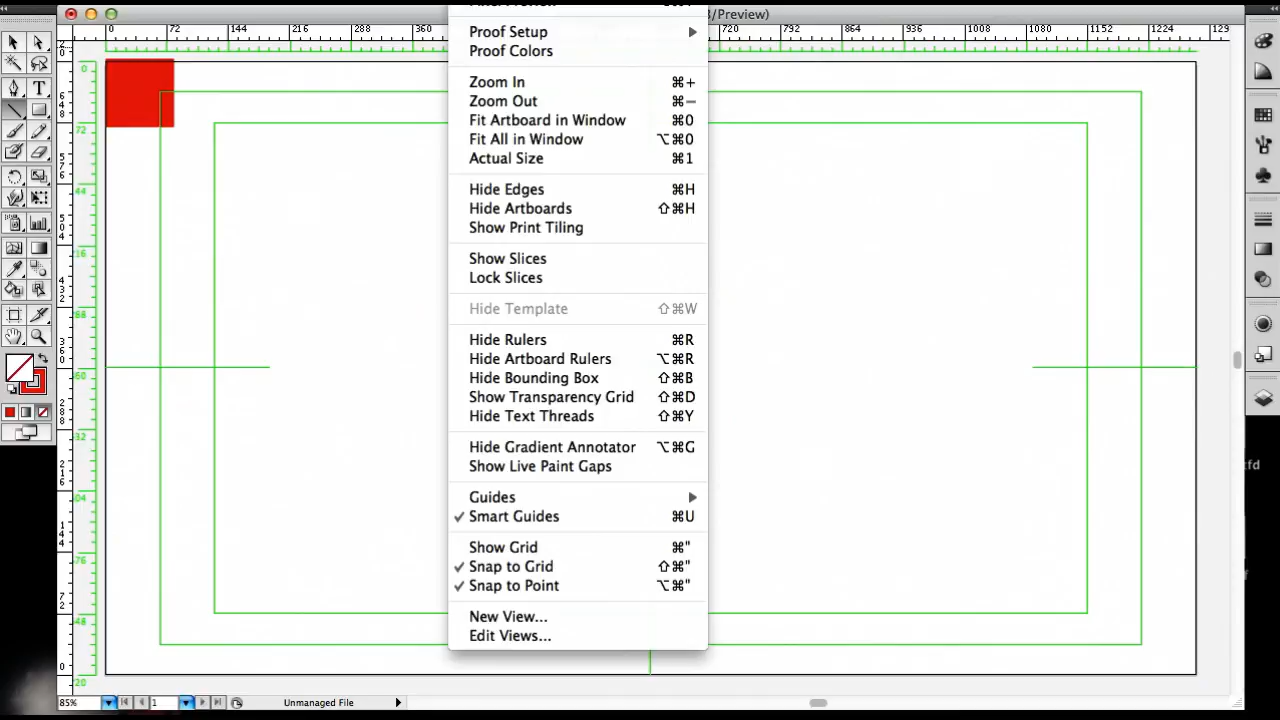 3/Preview)
0 72 144 216 288 360 720 792 864 936 1008 1080 1152 1224 129
Proof Setup
Proof Colors
Zoom In ⌘+
Zoom Out ⌘−
Fit Artboard in Window ⌘0
Fit All in Window ⌥⌘0
Actual Size ⌘1
Hide Edges ⌘H
Hide Artboards ⇧⌘H
Show Print Tiling
Show Slices
Lock Slices
Hide Template ⇧⌘W
Hide Rulers ⌘R
Hide Artboard Rulers ⌥⌘R
Hide Bounding Box ⇧⌘B
Show Transparency Grid ⇧⌘D
Hide Text Threads ⇧⌘Y
Hide Gradient Annotator ⌥⌘G
Show Live Paint Gaps
Guides
✓ Smart Guides ⌘U
Show Grid ⌘"
✓ Snap to Grid ⇧⌘"
✓ Snap to Point ⌥⌘"
New View...
Edit Views...
85% 1 Unmanaged File